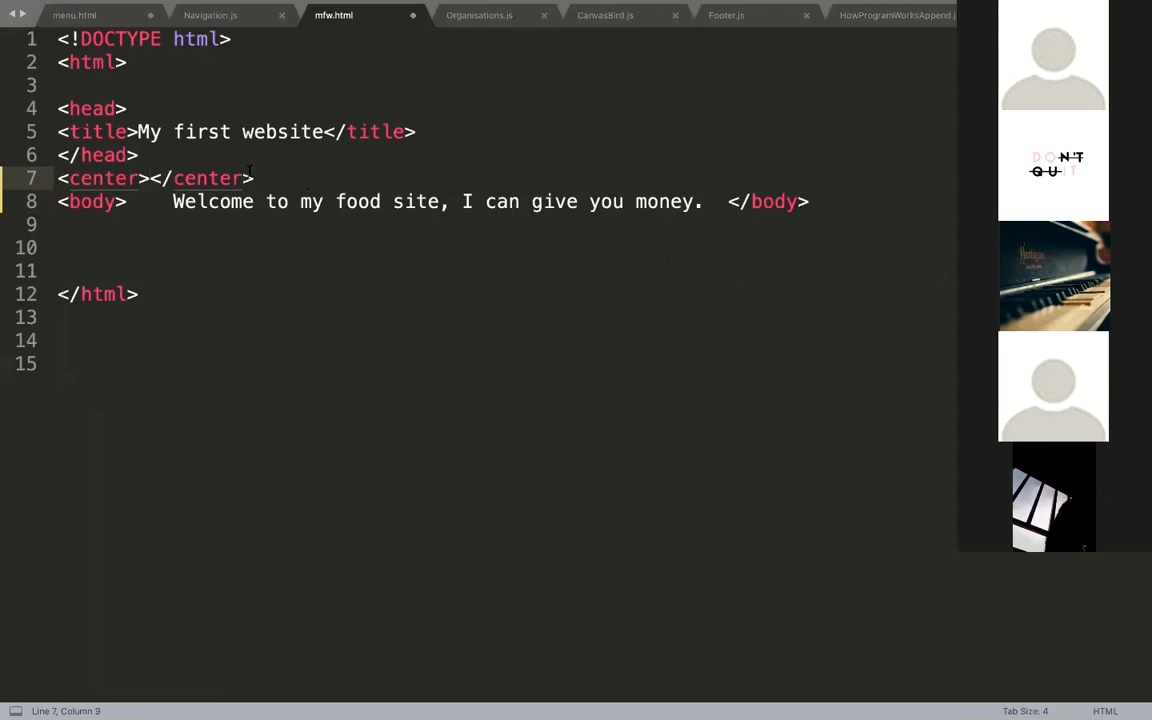 menu.html
Navigation.js
mfw.html
Organisations.js
CanvasBird.js
Footer.js
HowProgramWorksAppend.j
1 <!DOCTYPE html>
2 <html>
3
4 <head>
5 <title>My first website</title>
6 </head>
7 <center></center>
8 <body>    Welcome to my food site, I can give you money.  </body>
9
10
11
12 </html>
13
14
15
DON'T
QUIT
Line 7, Column 9
Tab Size: 4
HTML